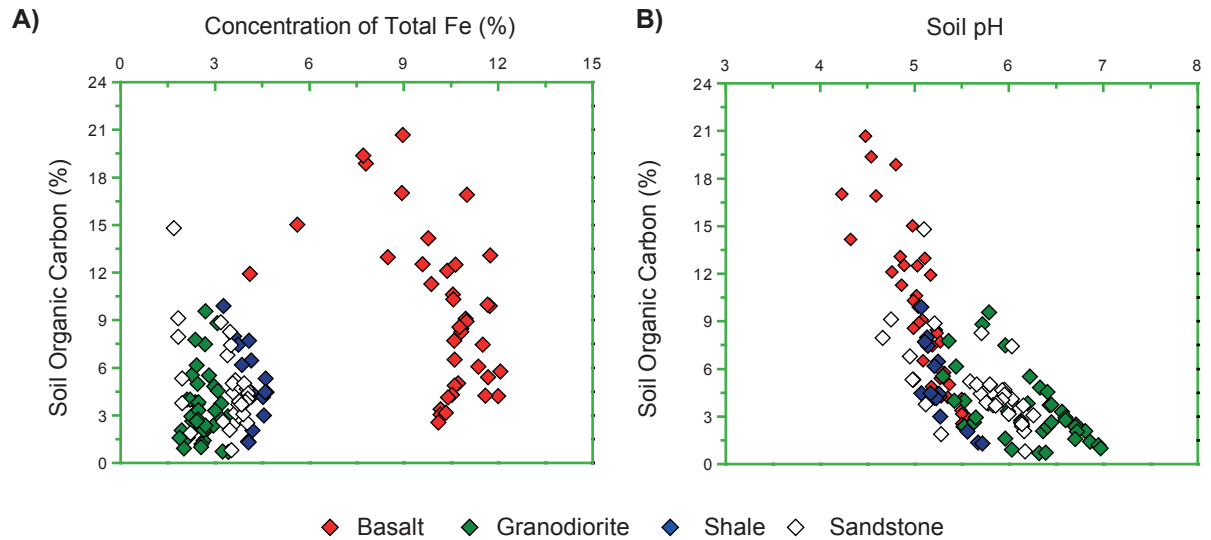 A)
Concentration of Total Fe (%)
0 3 6 9 12 15
24
21
18
15
12
9
6
3
0
Soil Organic Carbon (%)
B)
Soil pH
3 4 5 6 7 8
24
21
18
15
12
9
6
3
0
Soil Organic Carbon (%)
Basalt Granodiorite Shale Sandstone